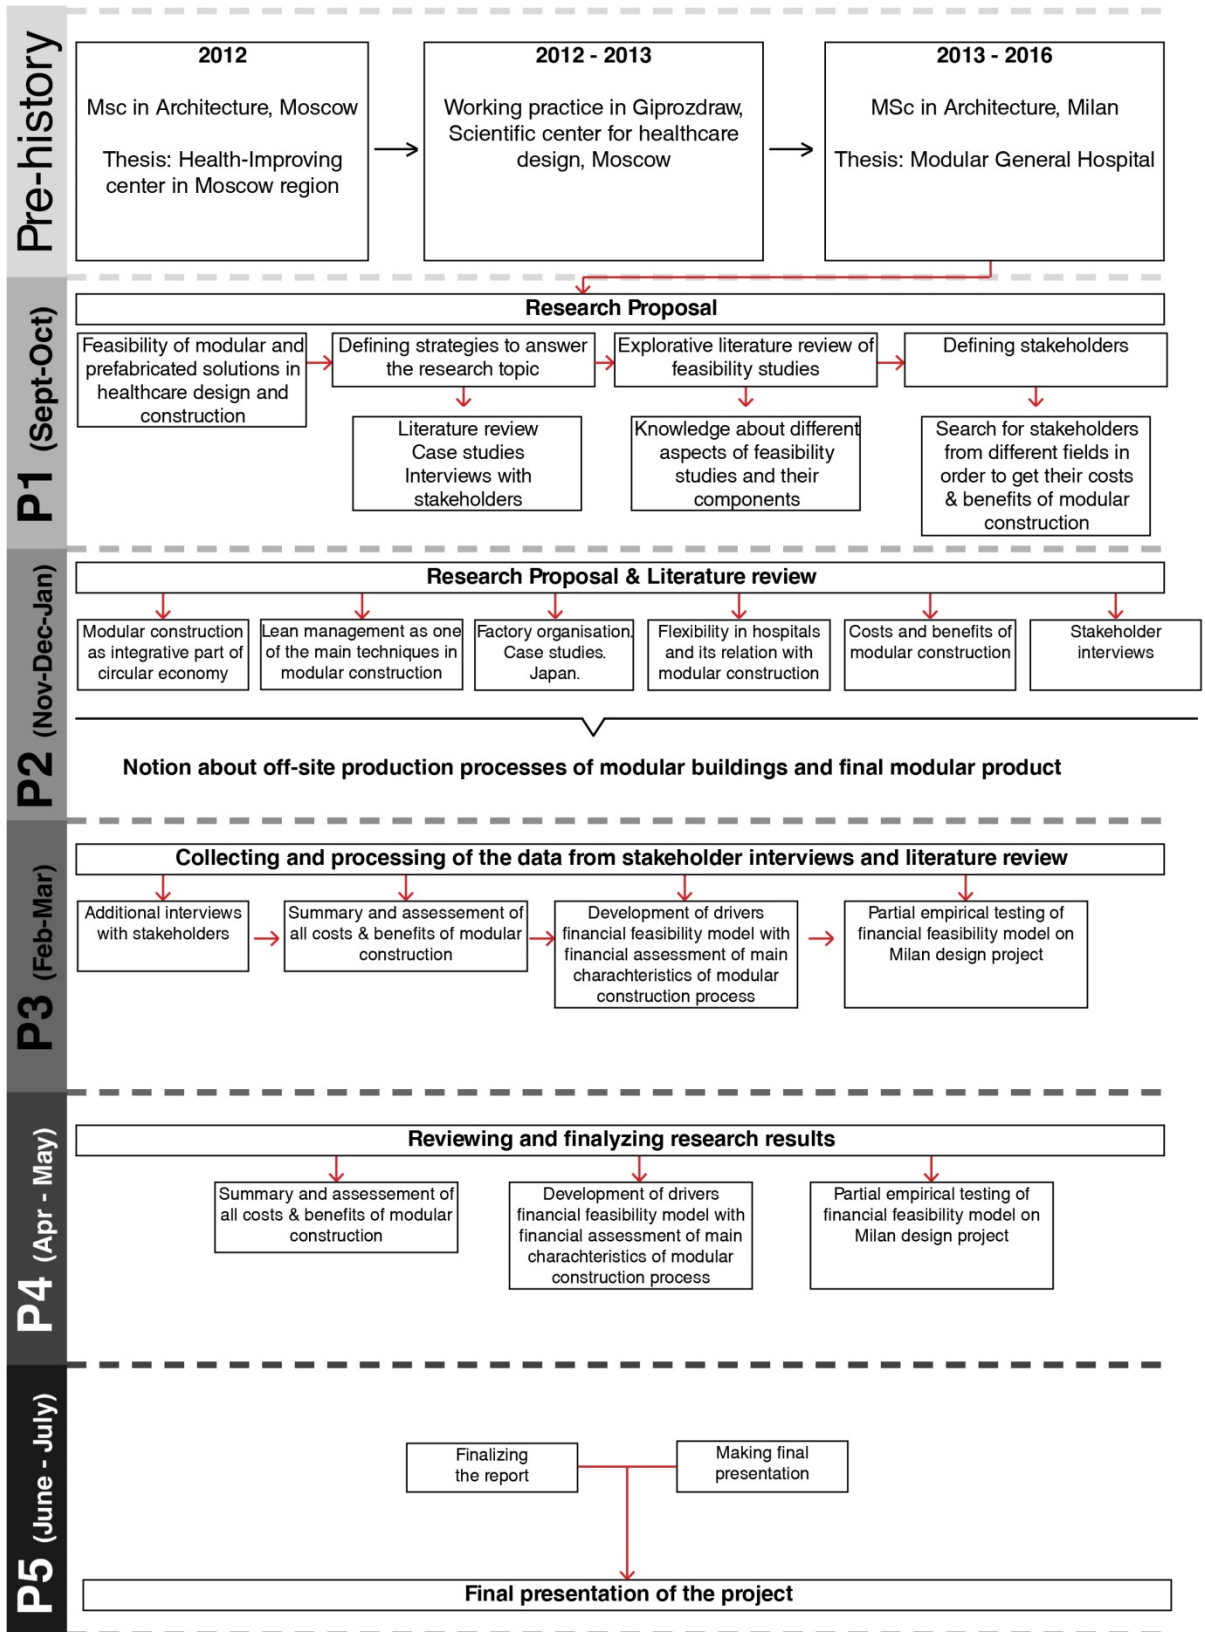 Pre-history
2012
Msc in Architecture, Moscow
Thesis: Health-Improving
center in Moscow region
2012 - 2013
Working practice in Giprozdraw,
Scientific center for healthcare
design, Moscow
2013 - 2016
MSc in Architecture, Milan
Thesis: Modular General Hospital
P1 (Sept-Oct)
Research Proposal
Feasibility of modular and
prefabricated solutions in
healthcare design and
construction
Defining strategies to answer
the research topic
Explorative literature review of
feasibility studies
Defining stakeholders
Literature review
Case studies
Interviews with
stakeholders
Knowledge about different
aspects of feasibility
studies and their
components
Search for stakeholders
from different fields in
order to get their costs
& benefits of modular
construction
P2 (Nov-Dec-Jan)
Research Proposal & Literature review
Modular construction
as integrative part of
circular economy
Lean management as one
of the main techniques in
modular construction
Factory organisation.
Case studies.
Japan.
Flexibility in hospitals
and its relation with
modular construction
Costs and benefits of
modular construction
Stakeholder
interviews
Notion about off-site production processes of modular buildings and final modular product
P3 (Feb-Mar)
Collecting and processing of the data from stakeholder interviews and literature review
Additional interviews
with stakeholders
Summary and assessement of
all costs & benefits of modular
construction
Development of drivers
financial feasibility model with
financial assessment of main
charachteristics of modular
construction process
Partial empirical testing of
financial feasibility model on
Milan design project
P4 (Apr - May)
Reviewing and finalyzing research results
Summary and assessement of
all costs & benefits of modular
construction
Development of drivers
financial feasibility model with
financial assessment of main
charachteristics of modular
construction process
Partial empirical testing of
financial feasibility model on
Milan design project
P5 (June - July)
Finalizing
the report
Making final
presentation
Final presentation of the project